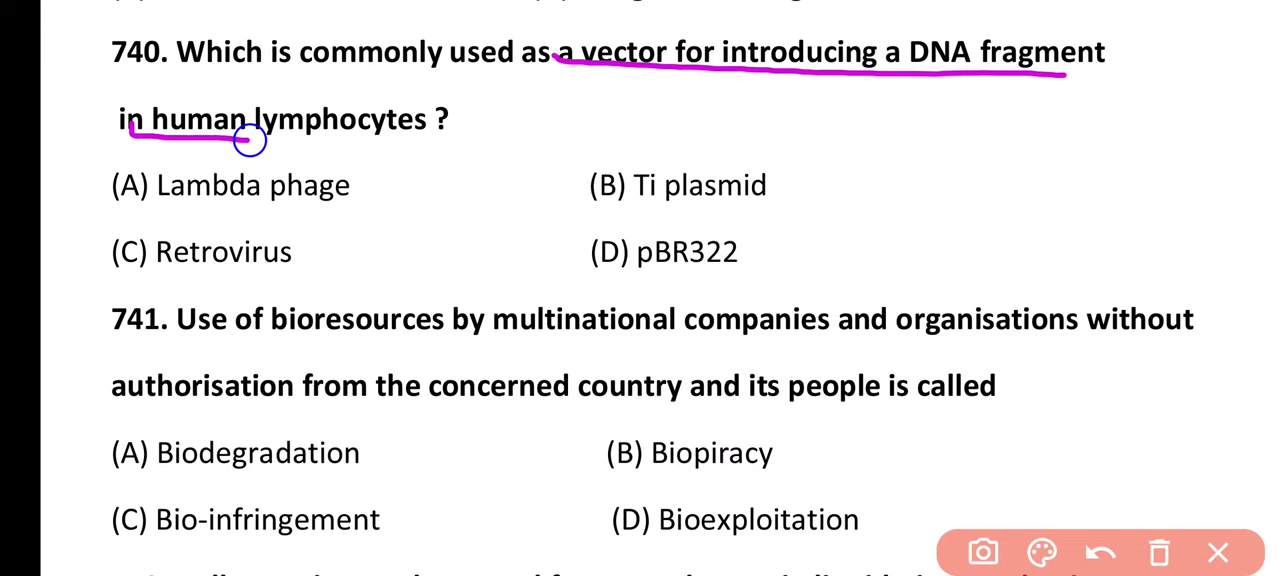 740. Which is commonly used as a vector for introducing a DNA fragment
in human lymphocytes ?
(A) Lambda phage (B) Ti plasmid
(C) Retrovirus (D) pBR322
741. Use of bioresources by multinational companies and organisations without
authorisation from the concerned country and its people is called
(A) Biodegradation (B) Biopiracy
(C) Bio-infringement (D) Bioexploitation